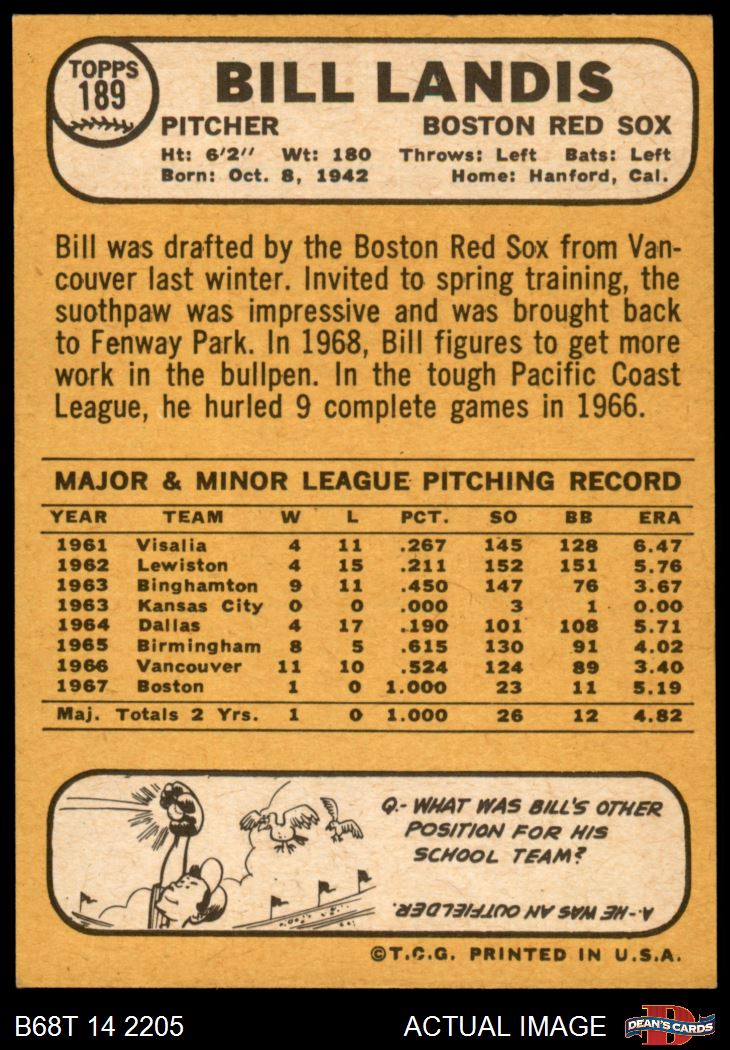 TOPPS
189
BILL LANDIS
PITCHER BOSTON RED SOX
Ht: 6'2" Wt: 180 Throws: Left Bats: Left
Born: Oct. 8, 1942 Home: Hanford, Cal.
Bill was drafted by the Boston Red Sox from Van-
couver last winter. Invited to spring training, the
suothpaw was impressive and was brought back
to Fenway Park. In 1968, Bill figures to get more
work in the bullpen. In the tough Pacific Coast
League, he hurled 9 complete games in 1966.
MAJOR & MINOR LEAGUE PITCHING RECORD
YEAR TEAM W L PCT. SO BB ERA
1961 Visalia 4 11 .267 145 128 6.47
1962 Lewiston 4 15 .211 152 151 5.76
1963 Binghamton 9 11 .450 147 76 3.67
1963 Kansas City 0 0 .000 3 1 0.00
1964 Dallas 4 17 .190 101 108 5.71
1965 Birmingham 8 5 .615 130 91 4.02
1966 Vancouver 11 10 .524 124 89 3.40
1967 Boston 1 0 1.000 23 11 5.19
Maj. Totals 2 Yrs. 1 0 1.000 26 12 4.82
Q.- WHAT WAS BILL'S OTHER
POSITION FOR HIS
SCHOOL TEAM?
A.- HE WAS AN OUTFIELDER.
©T.C.G. PRINTED IN U.S.A.
B68T 14 2205 ACTUAL IMAGE
D
DEAN'S CARDS